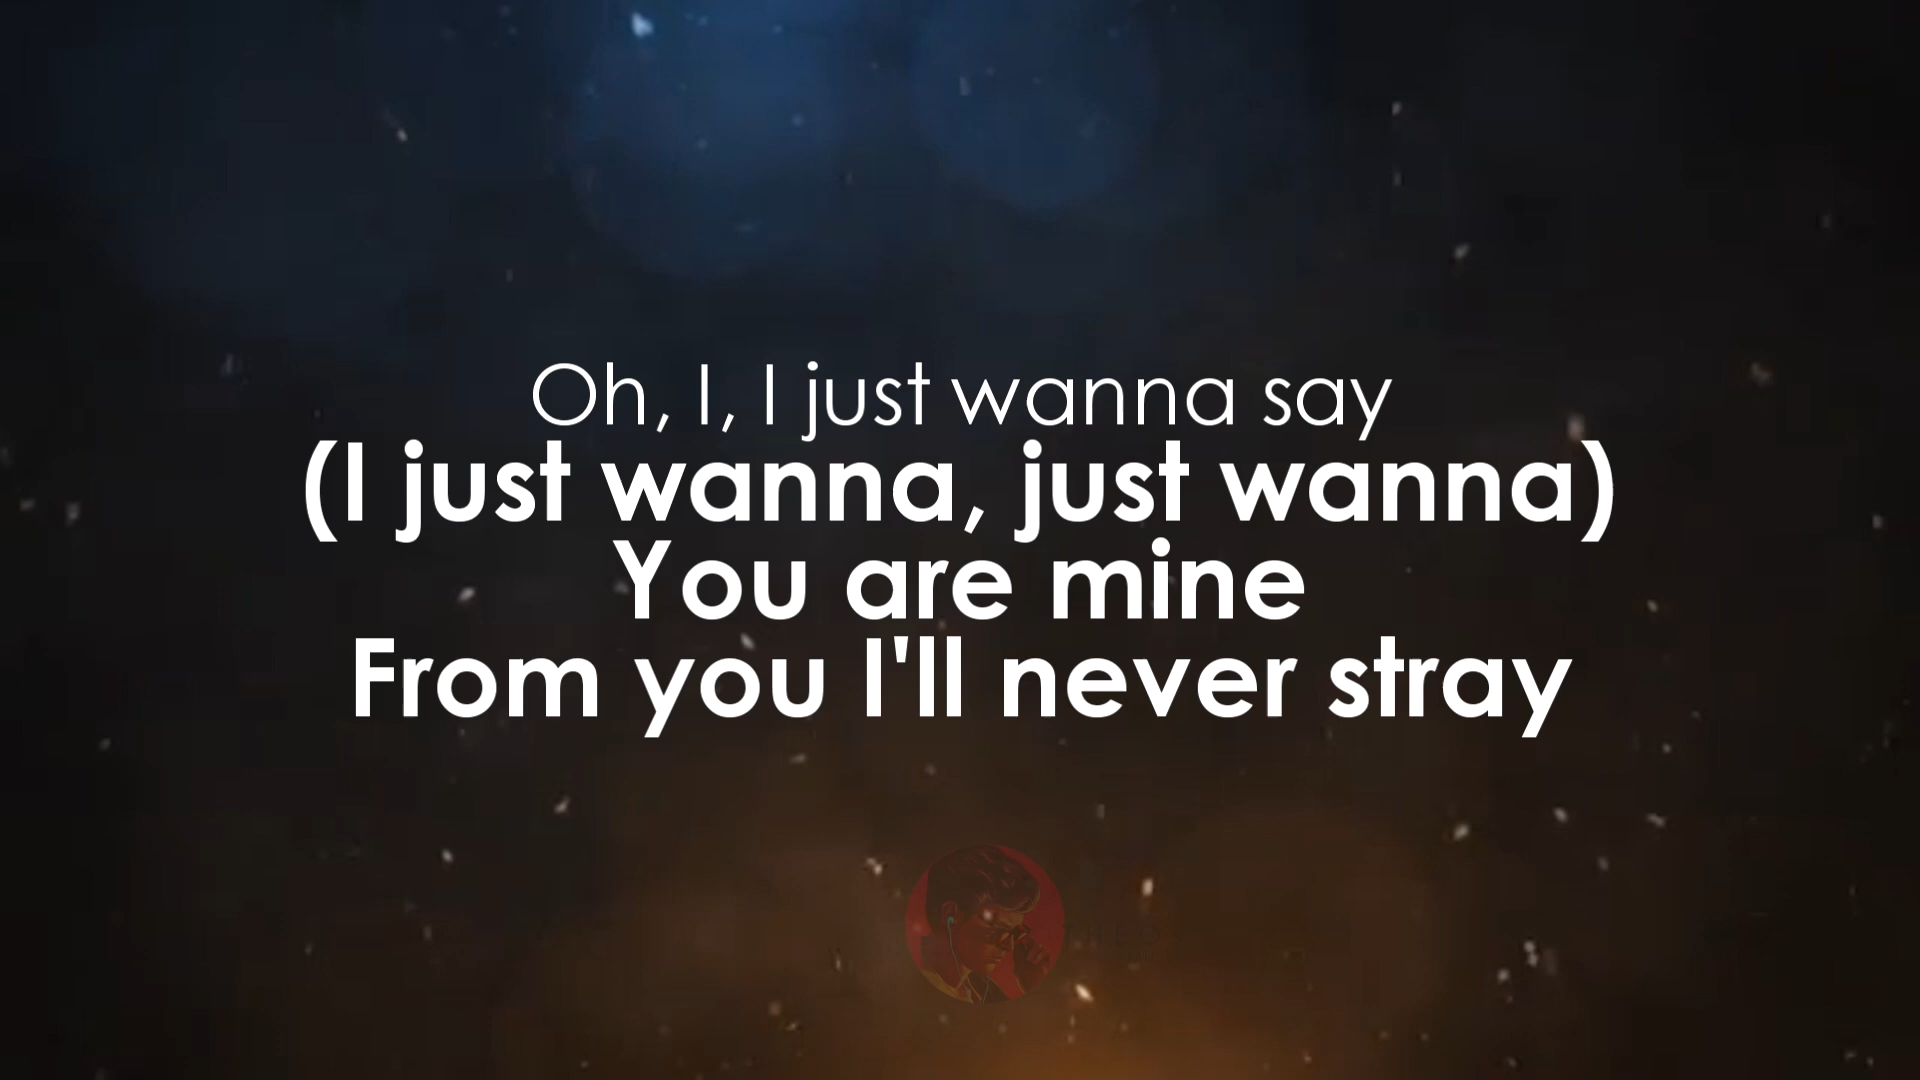 Oh, I, I just wanna say
(I just wanna, just wanna)
You are mine
From you I'll never stray